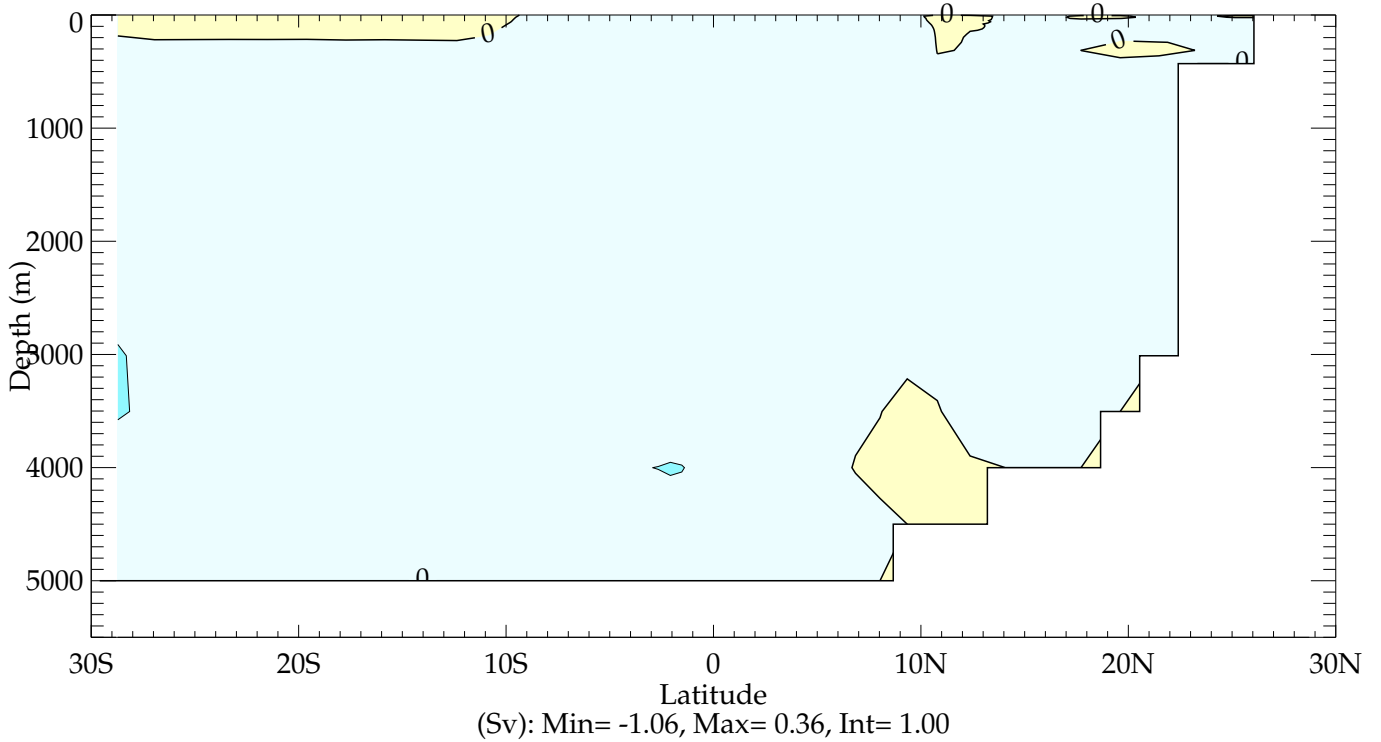 0
0
0
0
0
0
1000
2000
3000
4000
5000
0
Depth (m)
30S
20S
10S
0
10N
20N
30N
Latitude
(Sv): Min= -1.06, Max= 0.36, Int= 1.00